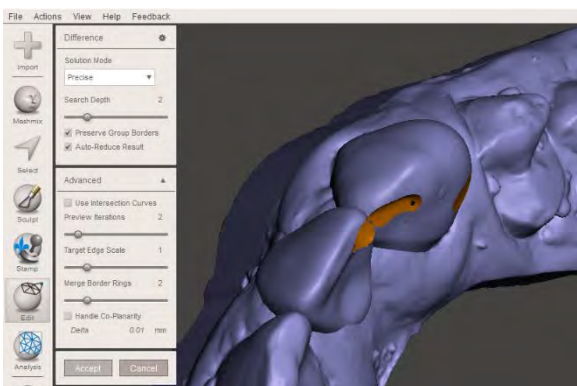 File Actions View Help Feedback
Import
Meshmix
Select
Sculpt
Stamp
Edit
Analysis
Difference
Solution Mode
Precise
Search Depth 2
Preserve Group Borders
Auto-Reduce Result
Advanced
Use Intersection Curves
Preview Iterations 2
Target Edge Scale 1
Merge Border Rings 2
Handle Co-Planarity
Delta 0.01 mm
Accept Cancel